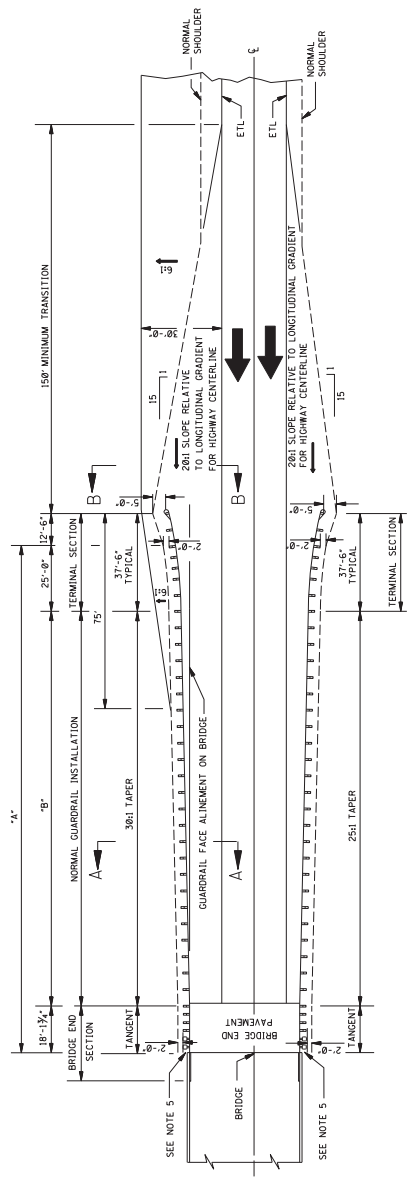 NORMAL
SHOULDER
℄
ETL
ETL
NORMAL
SHOULDER
150' MINIMUM TRANSITION
6:1
30'-0"
15
1
20:1 SLOPE RELATIVE
TO LONGITUDINAL GRADIENT
FOR HIGHWAY CENTERLINE
20:1 SLOPE RELATIVE
TO LONGITUDINAL GRADIENT
FOR HIGHWAY CENTERLINE
1
15
B
B
5'-0"
5'-0"
"A"
12'-6"
25'-0"
"B"
18'-1¾"
TERMINAL SECTION
NORMAL GUARDRAIL INSTALLATION
BRIDGE END
SECTION
75'
37'-6"
TYPICAL
6:1
2'-0"
30:1 TAPER
TANGENT
A
A
GUARDRAIL FACE ALINEMENT ON BRIDGE
2'-0"
SEE NOTE 5
BRIDGE
BRIDGE END
PAVEMENT
SEE NOTE 5
2'-0"
2'-0"
37'-6"
TYPICAL
25:1 TAPER
TANGENT
TERMINAL SECTION